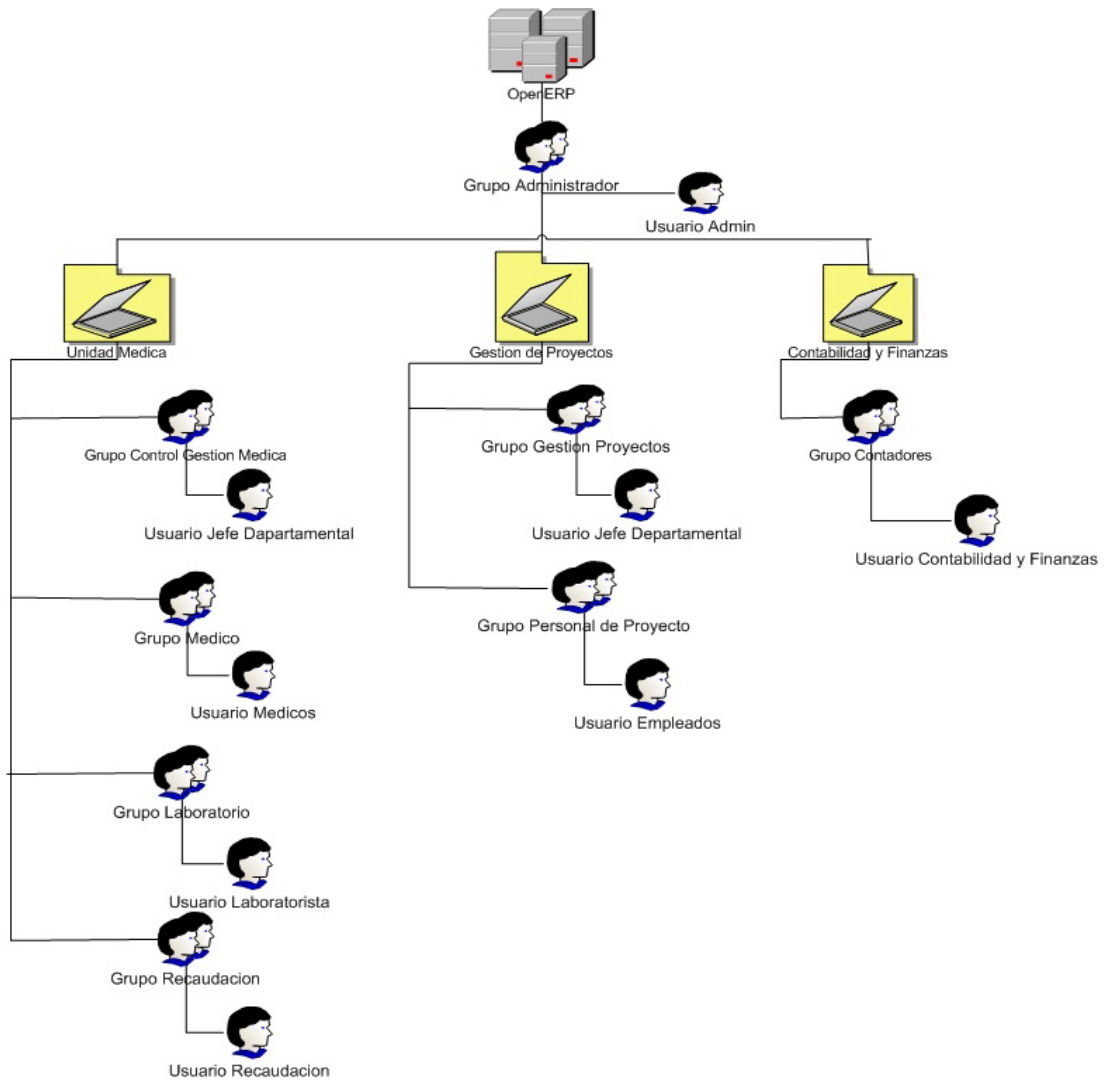 OpenERP
Grupo Administrador
Usuario Admin
Unidad Medica
Gestion de Proyectos
Contabilidad y Finanzas
Grupo Control Gestion Medica
Usuario Jefe Dapartamental
Grupo Medico
Usuario Medicos
Grupo Laboratorio
Usuario Laboratorista
Grupo Recaudacion
Usuario Recaudacion
Grupo Gestion Proyectos
Usuario Jefe Departamental
Grupo Personal de Proyecto
Usuario Empleados
Grupo Contadores
Usuario Contabilidad y Finanzas